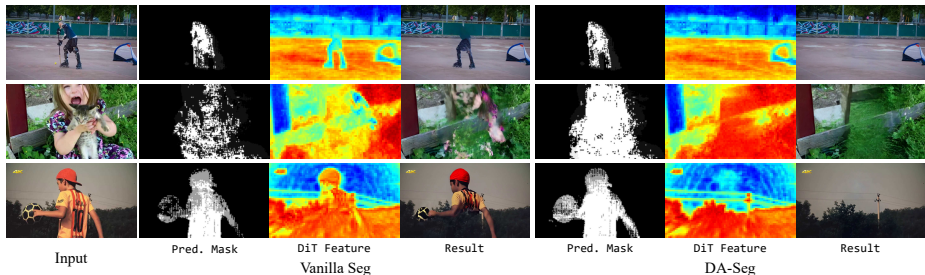 Pred. Mask DiT Feature Result Pred. Mask DiT Feature Result
Input Vanilla Seg DA-Seg